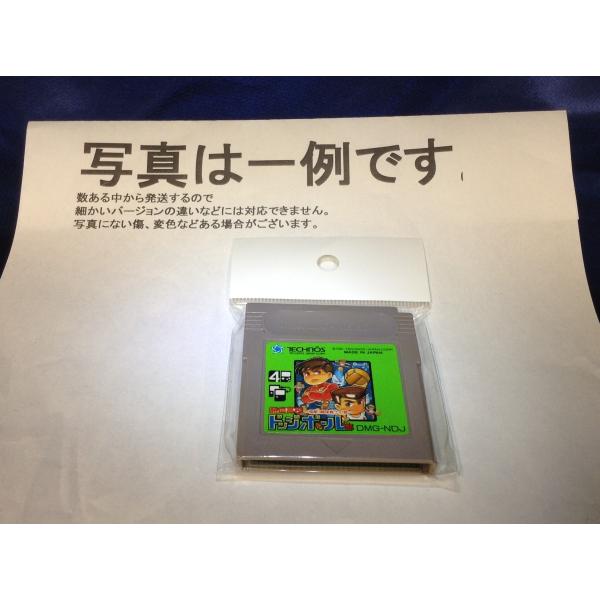 写真は一例です。
数ある中から発送するので
細かいバージョンの違いなどには対応できません。
写真にない傷、変色などある場合がございます。
TECHNŌS
MADE IN JAPAN
4
ドッジボール
DMG-NDJ